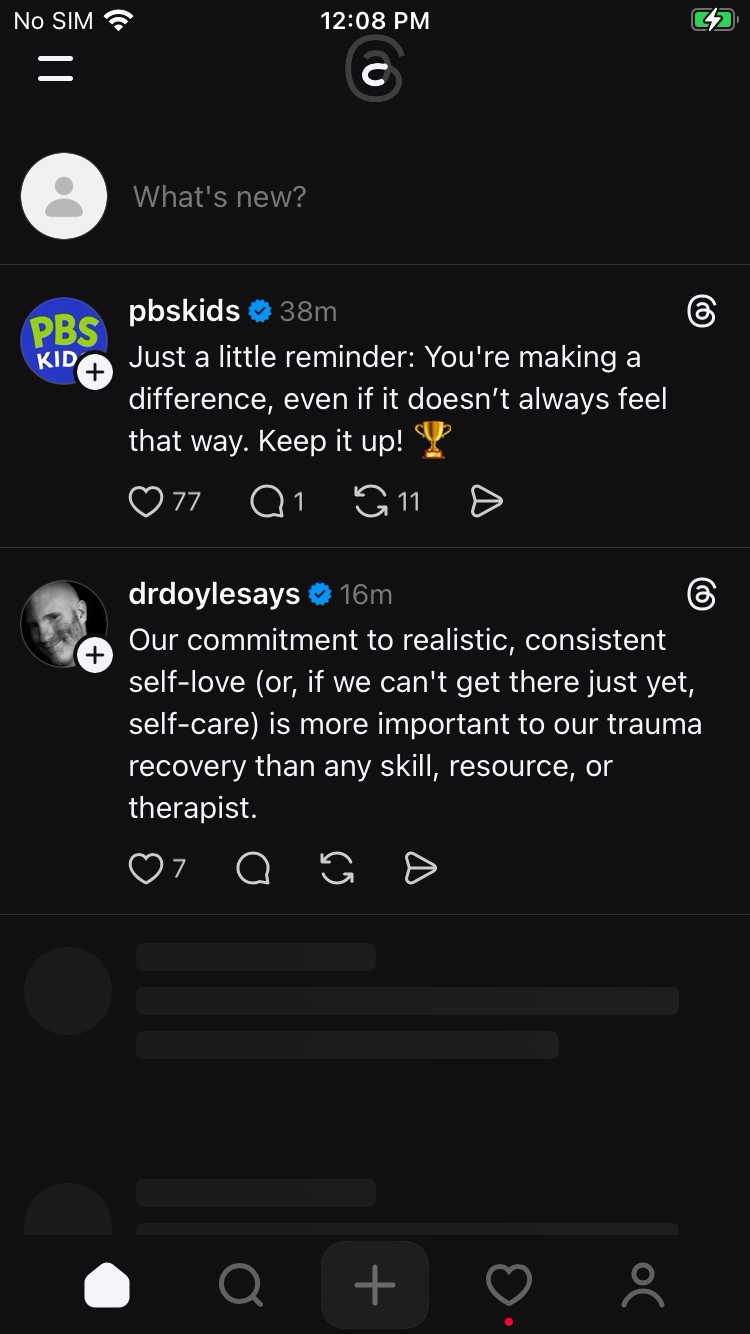 No SIM 12:08 PM
What's new?
PBS
KIDS
pbskids 38m
Just a little reminder: You're making a
difference, even if it doesn’t always feel
that way. Keep it up! 🏆
77 1 11
drdoylesays 16m
Our commitment to realistic, consistent
self-love (or, if we can't get there just yet,
self-care) is more important to our trauma
recovery than any skill, resource, or
therapist.
7